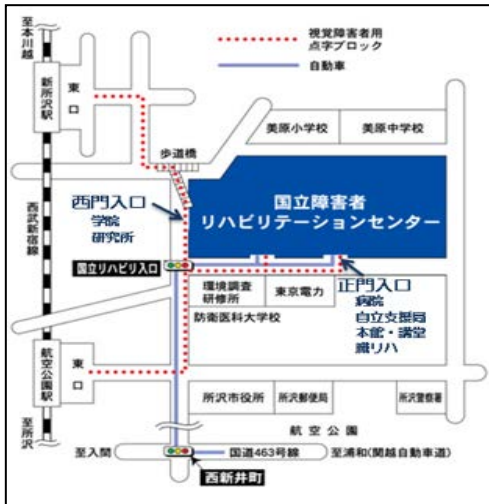 至本川越
視覚障害者用
点字ブロック
自動車
新所沢駅
東口
美原小学校
美原中学校
歩道橋
西武新宿線
西門入口
学院
研究所
国立障害者
リハビリテーションセンター
国立リハビリ入口
環境調査
研修所
東京電力
正門入口
病院
自立支援局
本館・講堂
職リハ
防衛医科大学校
航空公園駅
東口
所沢市役所
所沢郵便局
所沢警察署
航空公園
至所沢
至入間
国道463号線
至浦和(関越自動車道)
西新井町